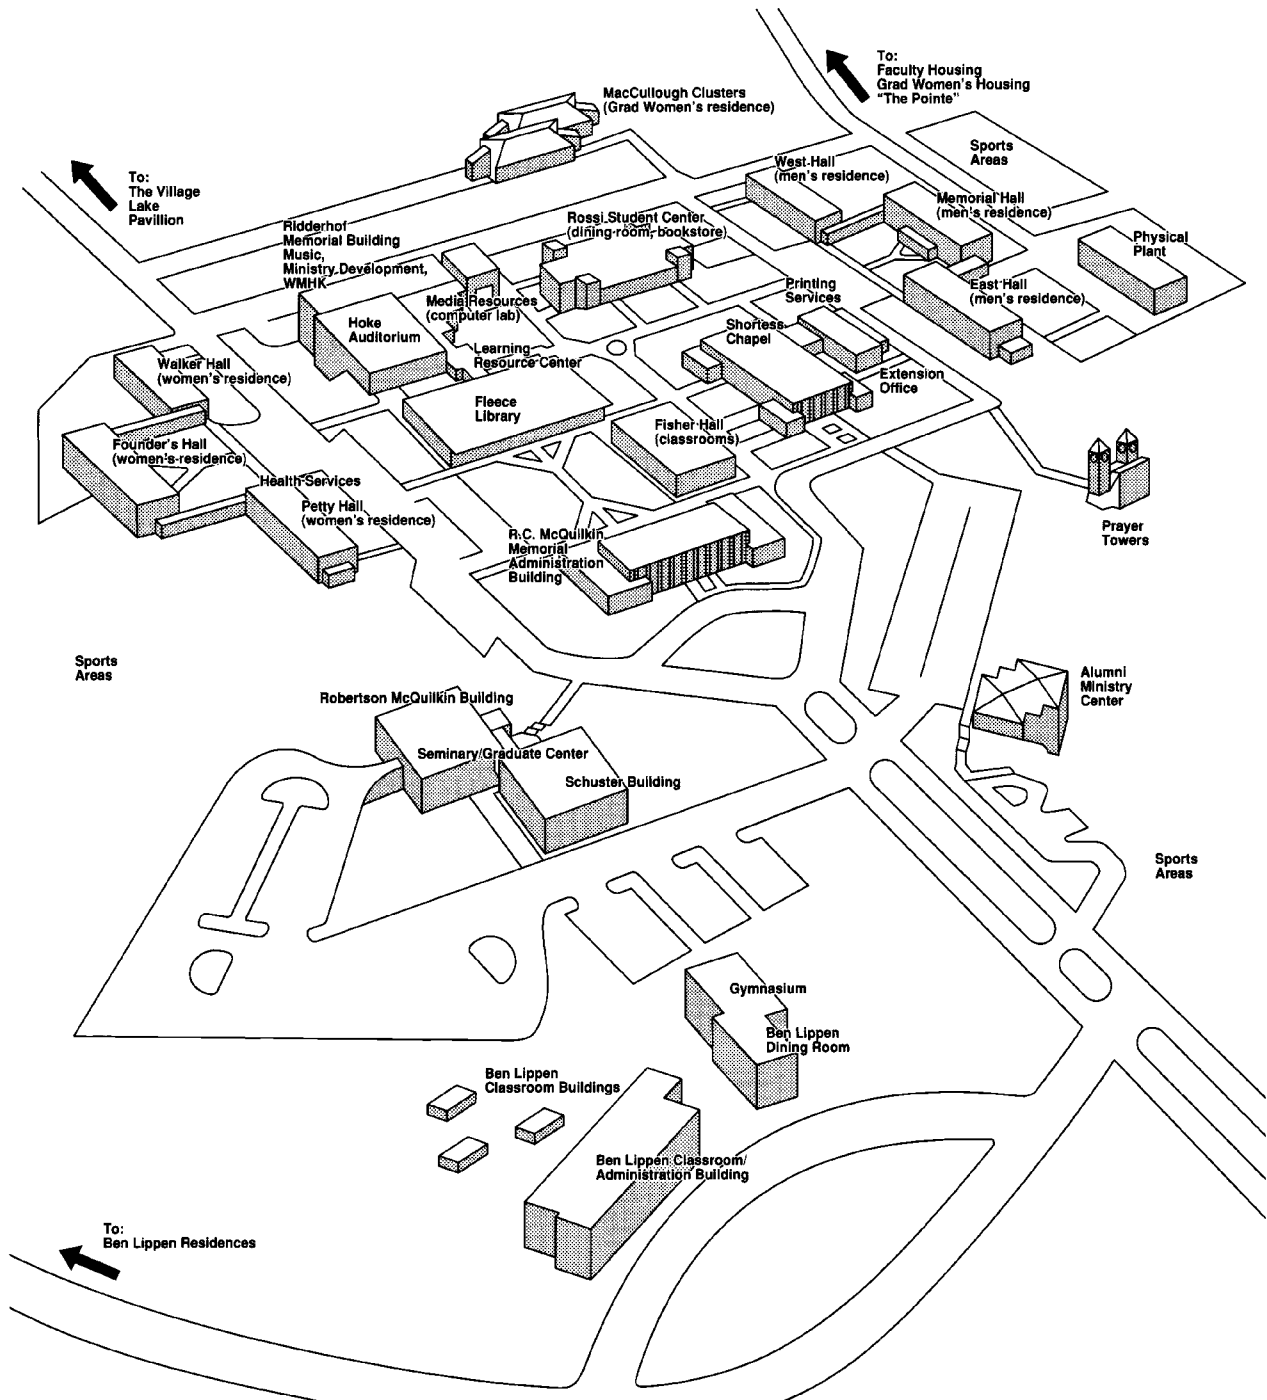 To:
Faculty Housing
Grad Women's Housing
"The Pointe"
MacCullough Clusters
(Grad Women's residence)
Sports
Areas
To:
The Village
Lake
Pavillion
West Hall
(men's residence)
Memorial Hall
(men's residence)
Ridderhof
Memorial Building
Music,
Ministry Development,
WMHK
Rossi Student Center
(dining room, bookstore)
Physical
Plant
Media Resources
(computer lab)
Printing
Services
East Hall
(men's residence)
Hoke
Auditorium
Shortess
Chapel
Learning
Resource Center
Walker Hall
(women's residence)
Extension
Office
Fleece
Library
Fisher Hall
(classrooms)
Founder's Hall
(women's residence)
Health Services
Petty Hall
(women's residence)
R.C. McQuilkin
Memorial
Administration
Building
Prayer
Towers
Sports
Areas
Alumni
Ministry
Center
Robertson McQuilkin Building
Seminary/Graduate Center
Schuster Building
Sports
Areas
Gymnasium
Ben Lippen
Dining Room
Ben Lippen
Classroom Buildings
Ben Lippen Classroom/
Administration Building
To:
Ben Lippen Residences